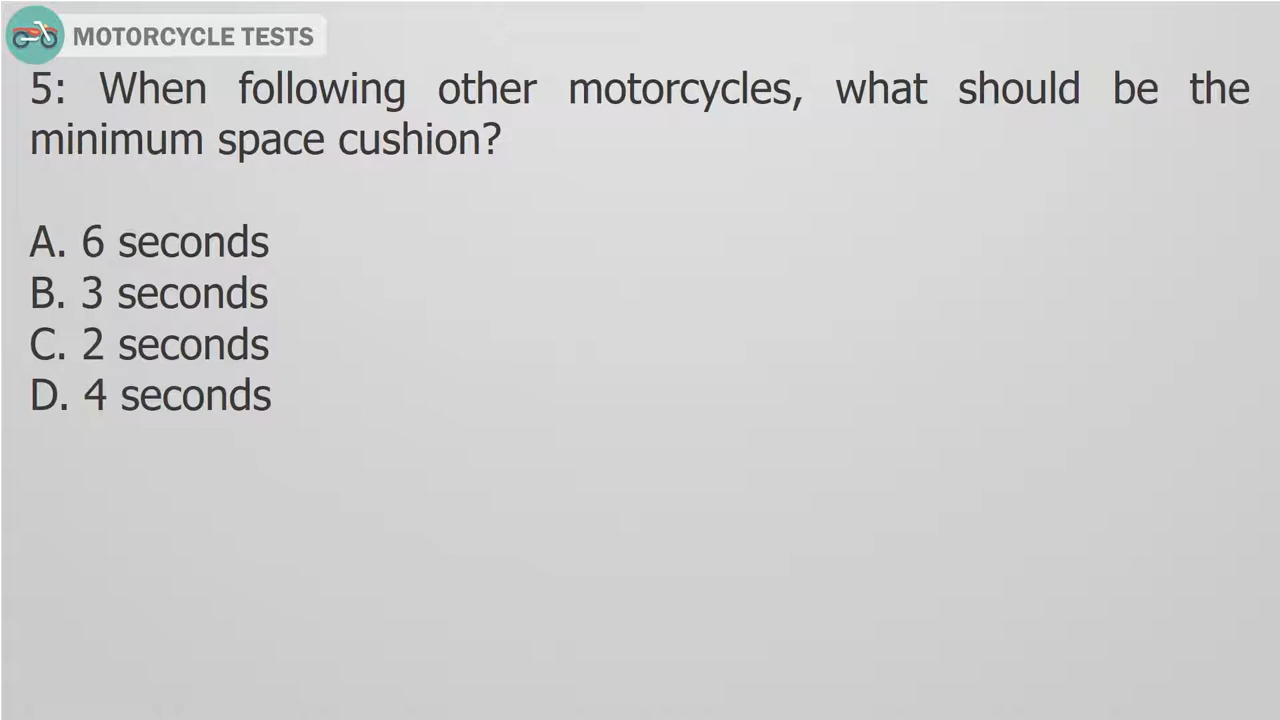 MOTORCYCLE TESTS
5: When following other motorcycles, what should be the
minimum space cushion?
A. 6 seconds
B. 3 seconds
C. 2 seconds
D. 4 seconds